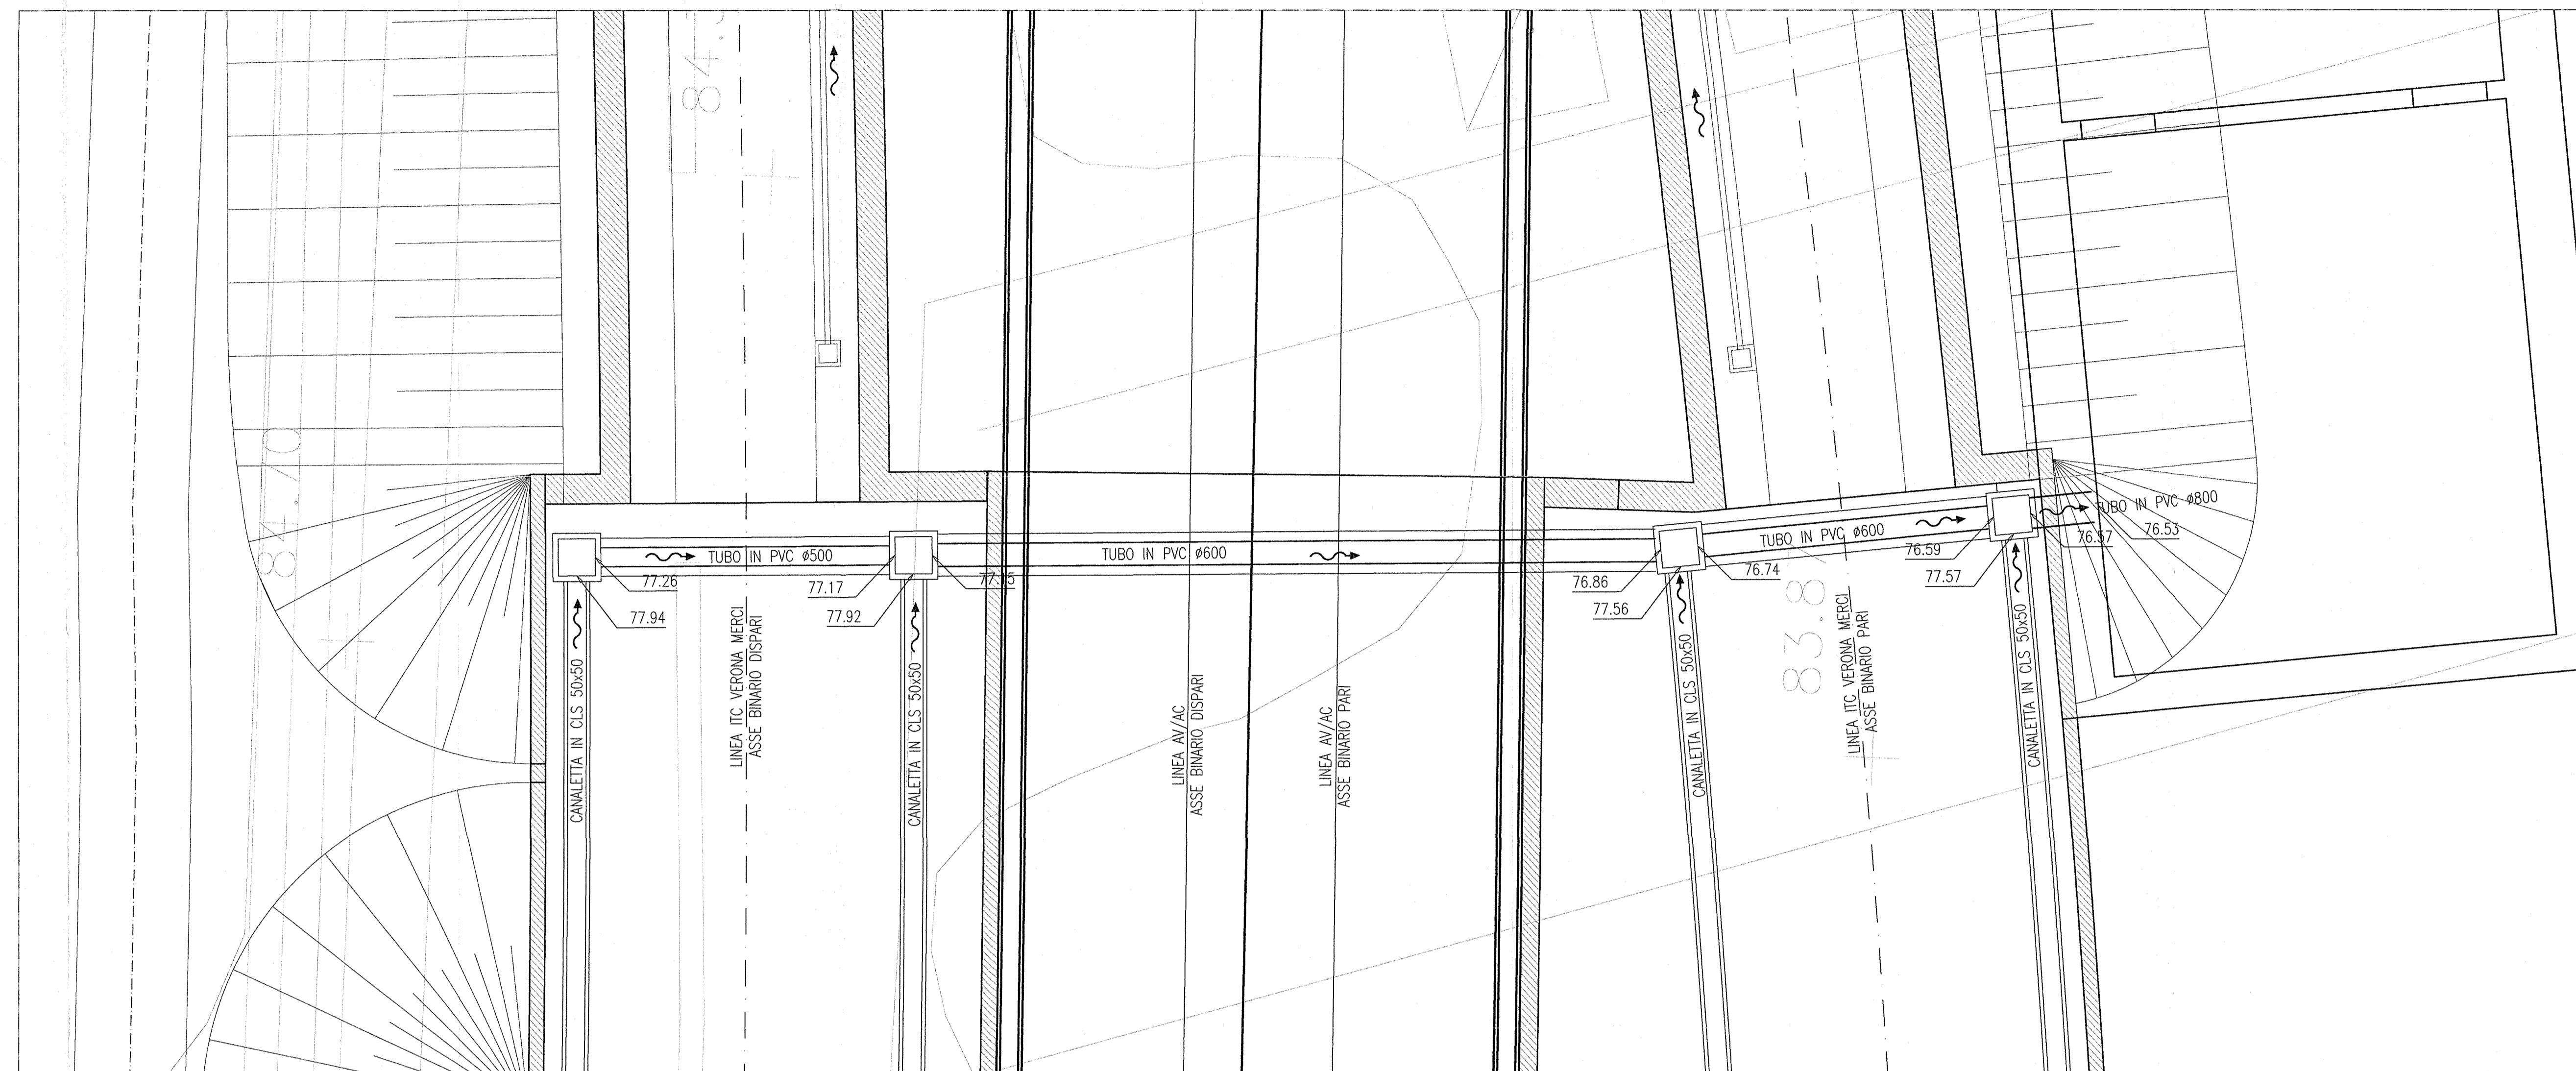 84.70
TUBO IN PVC ø500
TUBO IN PVC ø600
TUBO IN PVC ø600
TUBO IN PVC ø800
77.26
77.94
77.17
77.92
77.15
76.86
77.56
76.74
76.59
77.57
76.57
76.53
CANALETTA IN CLS 50x50
LINEA ITC VERONA MERCI
ASSE BINARIO DISPARI
CANALETTA IN CLS 50x50
LINEA AV/AC
ASSE BINARIO DISPARI
LINEA AV/AC
ASSE BINARIO PARI
CANALETTA IN CLS 50x50
LINEA ITC VERONA MERCI
ASSE BINARIO PARI
CANALETTA IN CLS 50x50